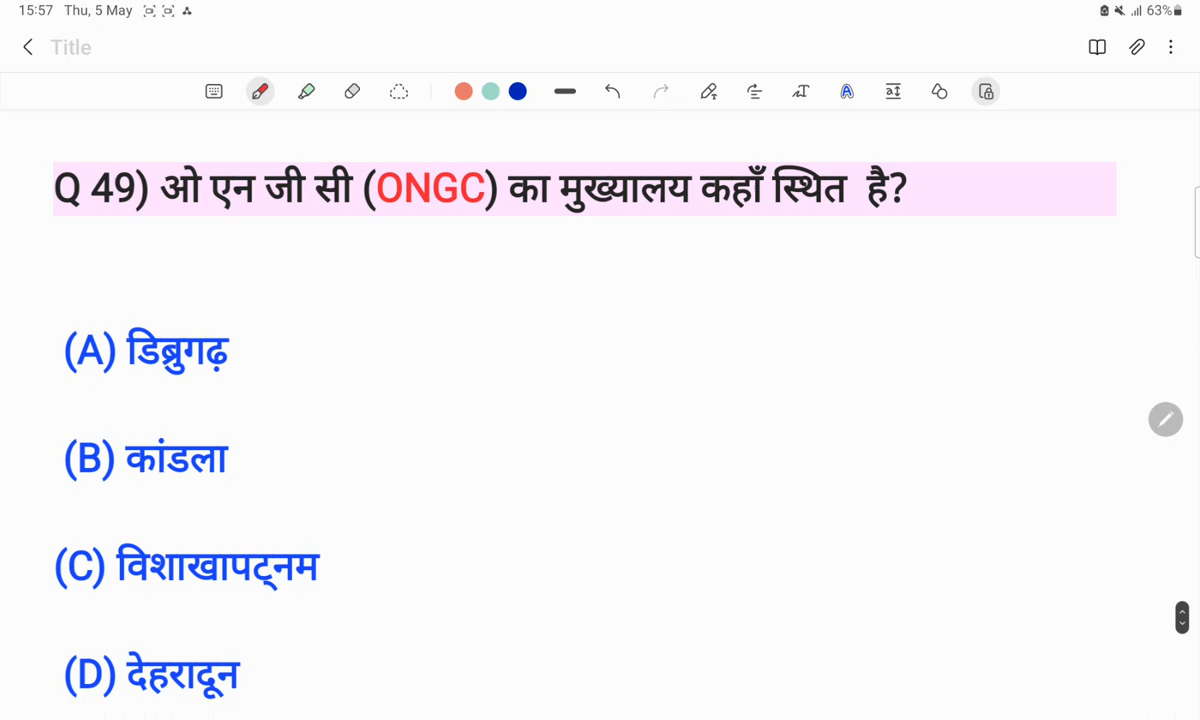 15:57 Thu, 5 May 63%
Title
Q 49) ओ एन जी सी (ONGC) का मुख्यालय कहाँ स्थित है?
(A) डिब्रुगढ़
(B) कांडला
(C) विशाखापट्नम
(D) देहरादून